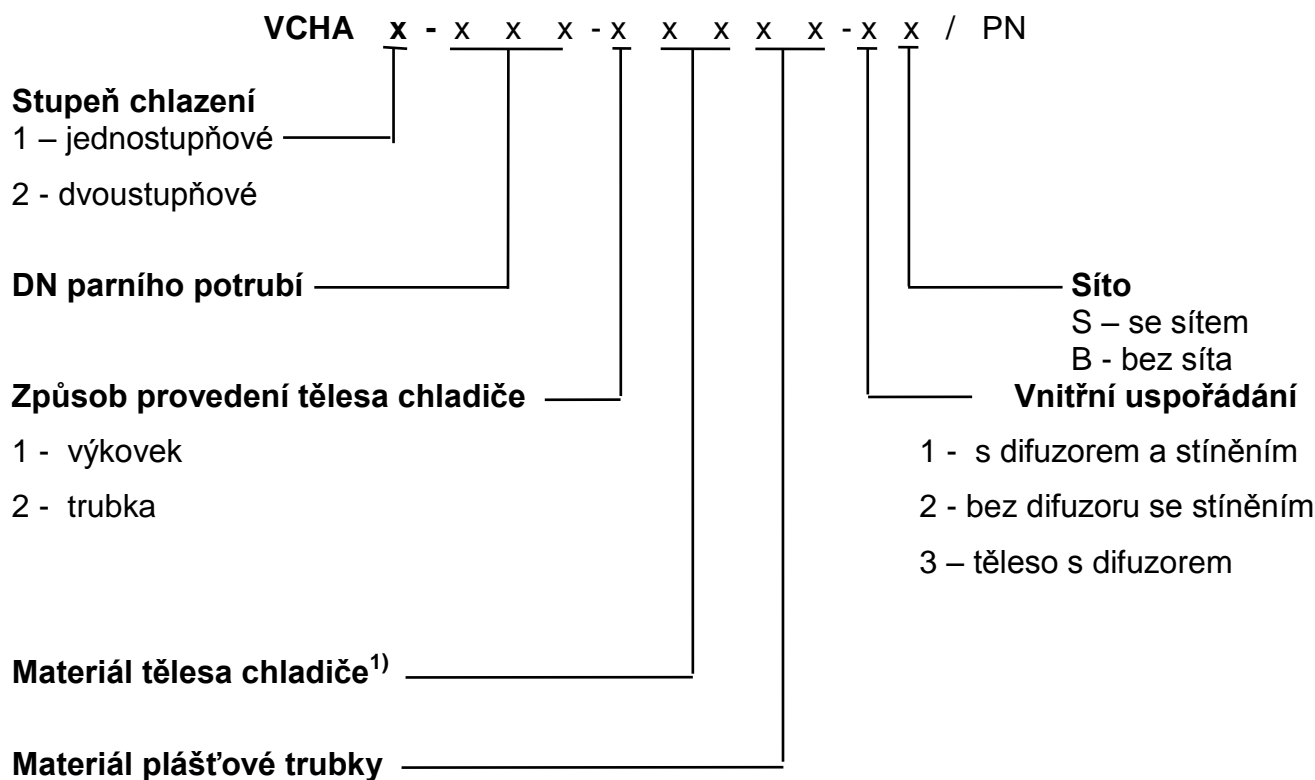 VCHA x - x x x - x x x x x - x x / PN
Stupeň chlazení
1 – jednostupňové
2 - dvoustupňové
DN parního potrubí
Síto
S – se sítem
B - bez síta
Způsob provedení tělesa chladiče
Vnitřní uspořádání
1 - výkovek
1 - s difuzorem a stíněním
2 - trubka
2 - bez difuzoru se stíněním
3 – těleso s difuzorem
Materiál tělesa chladiče1)
Materiál plášťové trubky